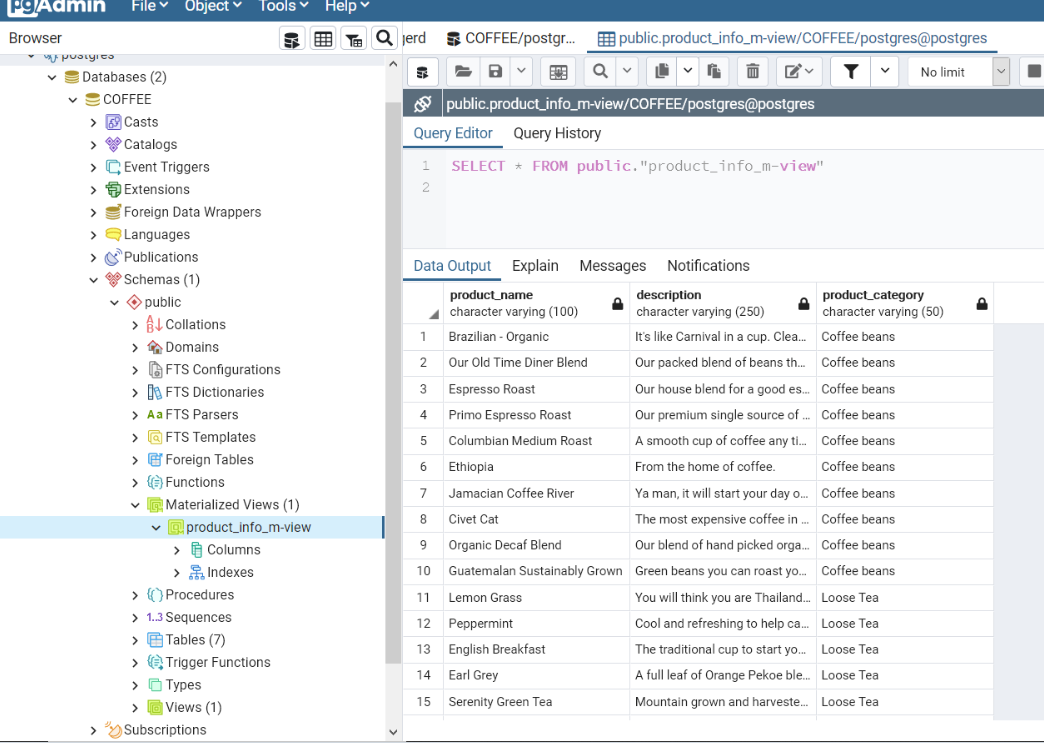 pgAdmin File Object Tools Help
Browser
gerd COFFEE/postgr... public.product_info_m-view/COFFEE/postgres@postgres
No limit
postgres
Databases (2)
COFFEE
Casts
Catalogs
Event Triggers
Extensions
Foreign Data Wrappers
Languages
Publications
Schemas (1)
public
Collations
Domains
FTS Configurations
FTS Dictionaries
Aa FTS Parsers
FTS Templates
Foreign Tables
Functions
Materialized Views (1)
product_info_m-view
Columns
Indexes
Procedures
1..3 Sequences
Tables (7)
Trigger Functions
Types
Views (1)
Subscriptions
public.product_info_m-view/COFFEE/postgres@postgres
Query Editor Query History
1 SELECT * FROM public."product_info_m-view"
2
Data Output Explain Messages Notifications
product_name description product_category
character varying (100) character varying (250) character varying (50)
1 Brazilian - Organic It's like Carnival in a cup. Clea... Coffee beans
2 Our Old Time Diner Blend Our packed blend of beans th... Coffee beans
3 Espresso Roast Our house blend for a good es... Coffee beans
4 Primo Espresso Roast Our premium single source of ... Coffee beans
5 Columbian Medium Roast A smooth cup of coffee any ti... Coffee beans
6 Ethiopia From the home of coffee. Coffee beans
7 Jamacian Coffee River Ya man, it will start your day o... Coffee beans
8 Civet Cat The most expensive coffee in ... Coffee beans
9 Organic Decaf Blend Our blend of hand picked orga... Coffee beans
10 Guatemalan Sustainably Grown Green beans you can roast yo... Coffee beans
11 Lemon Grass You will think you are Thailand... Loose Tea
12 Peppermint Cool and refreshing to help ca... Loose Tea
13 English Breakfast The traditional cup to start yo... Loose Tea
14 Earl Grey A full leaf of Orange Pekoe ble... Loose Tea
15 Serenity Green Tea Mountain grown and harveste... Loose Tea